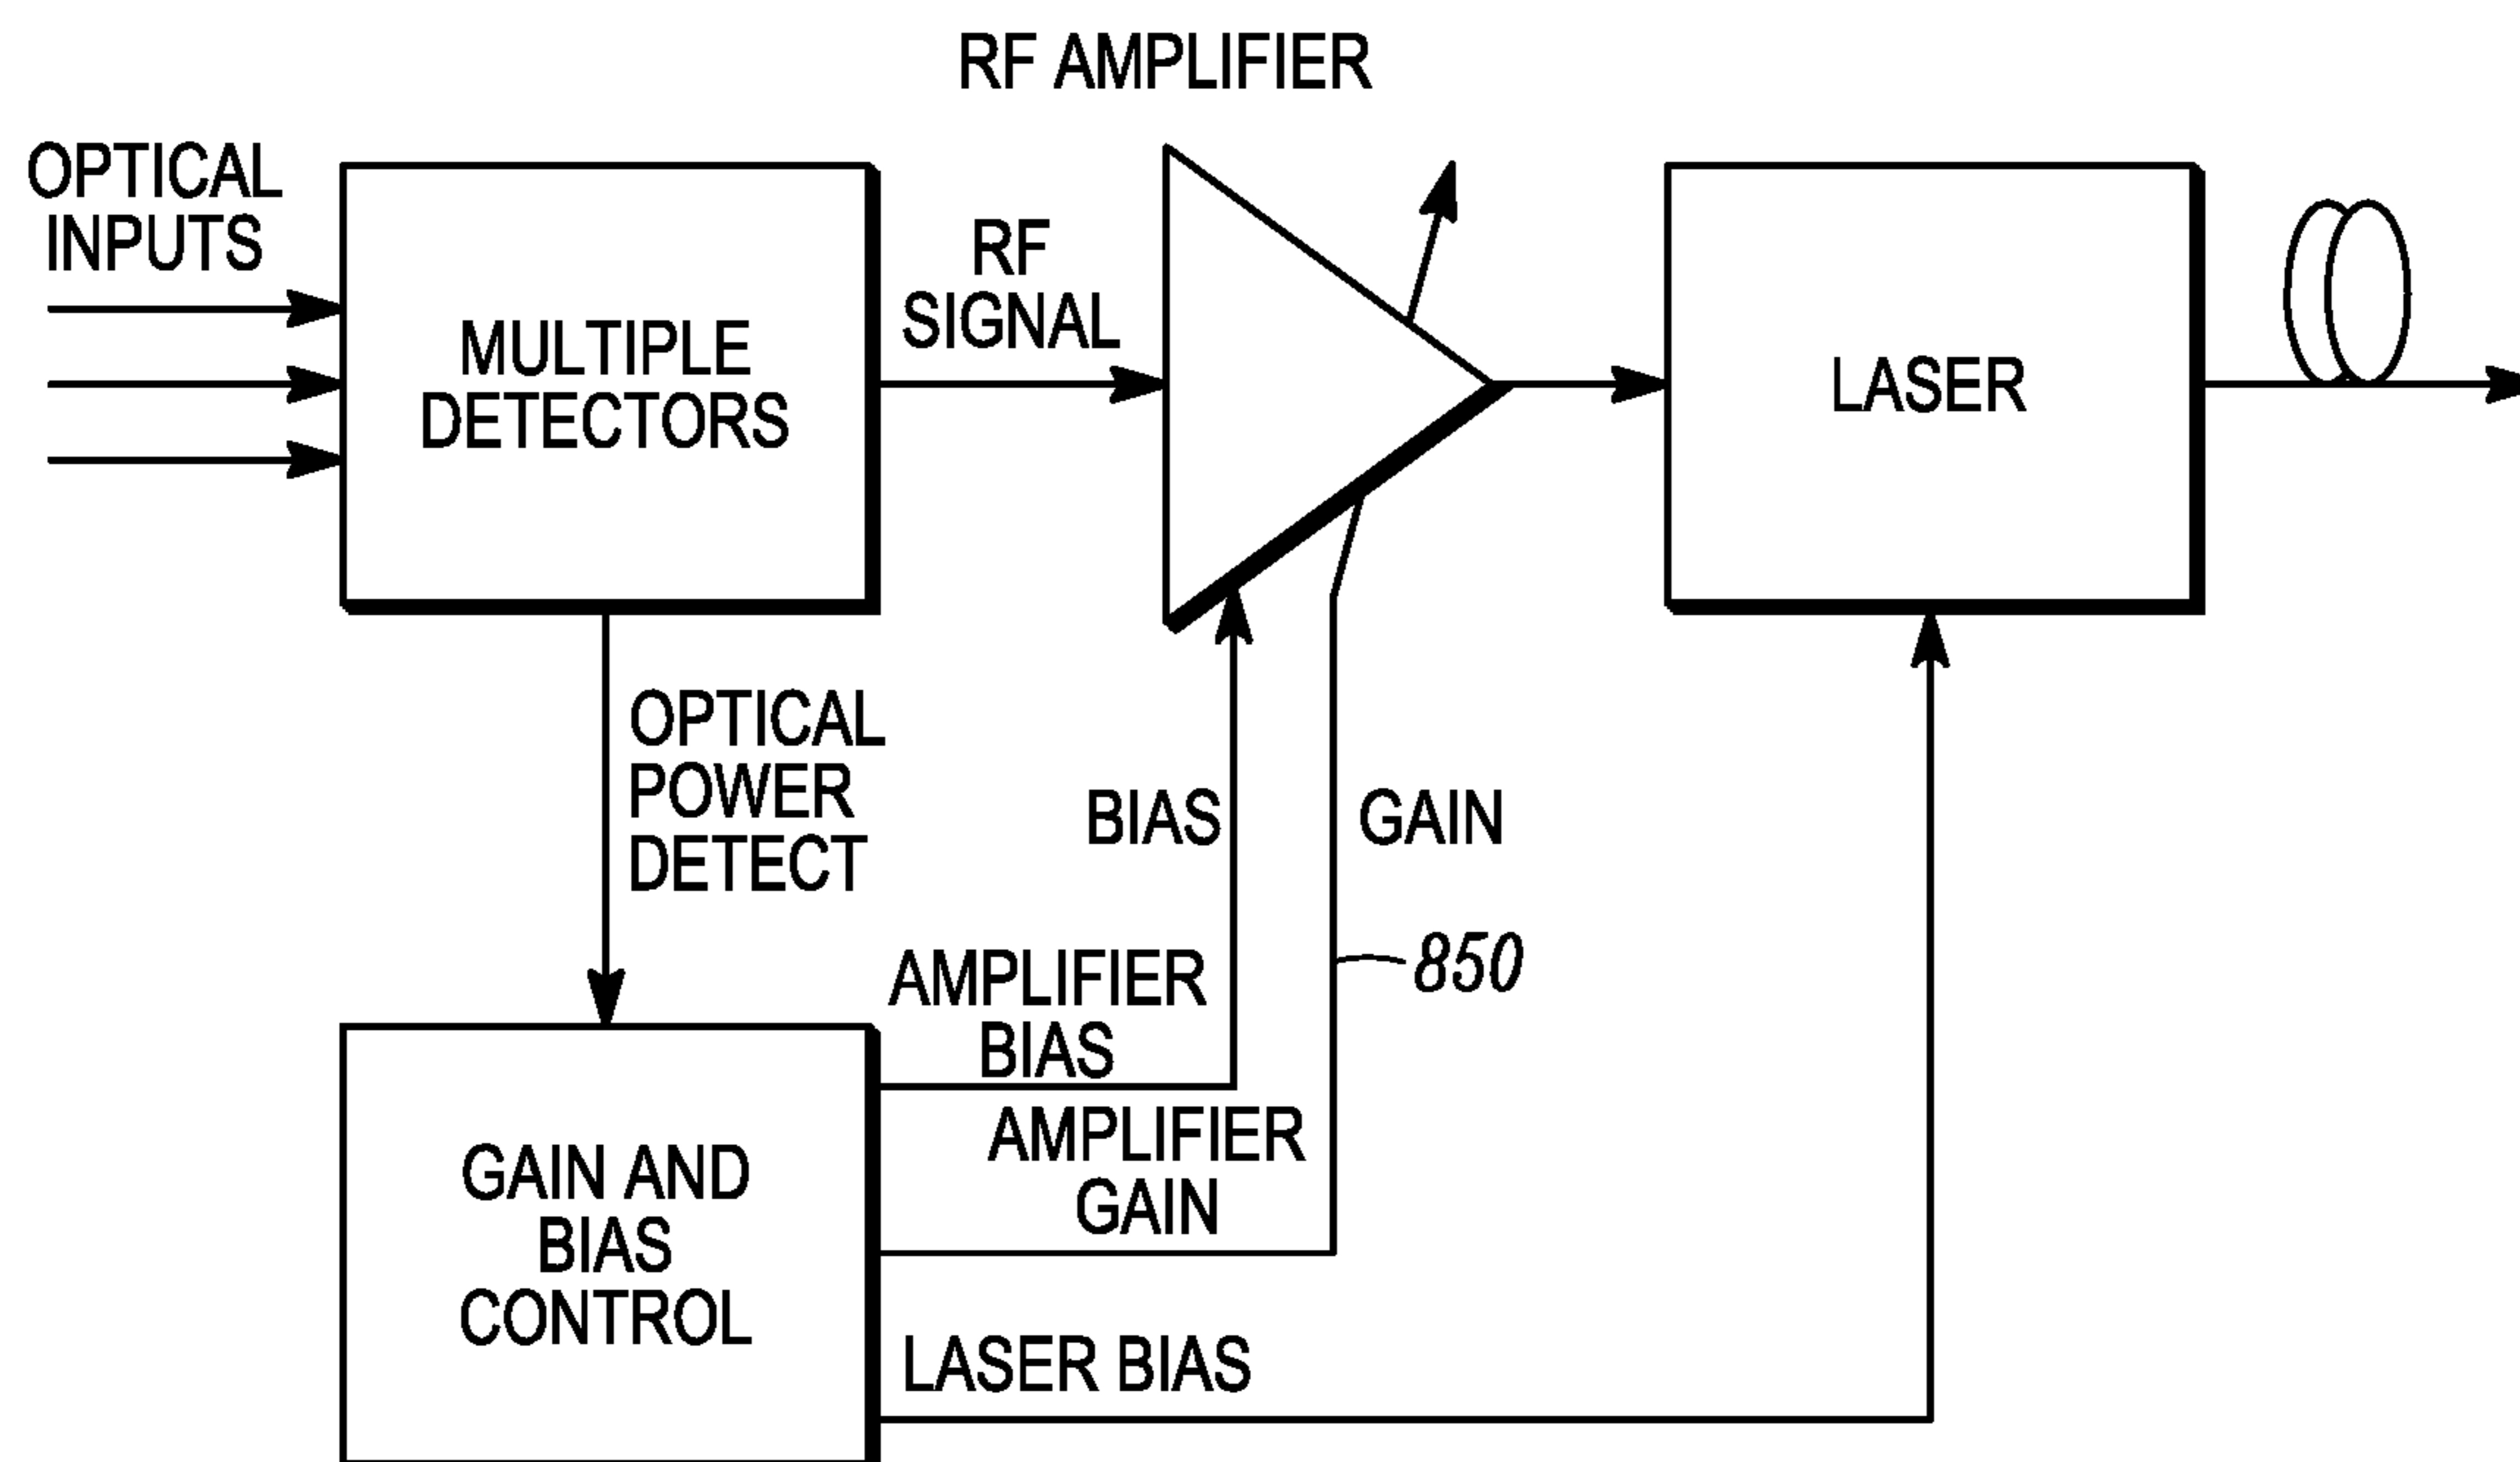 RF AMPLIFIER
OPTICAL
INPUTS
MULTIPLE
DETECTORS
RF
SIGNAL
LASER
OPTICAL
POWER
DETECT
BIAS
GAIN
850
AMPLIFIER
BIAS
AMPLIFIER
GAIN
GAIN AND
BIAS
CONTROL
LASER BIAS